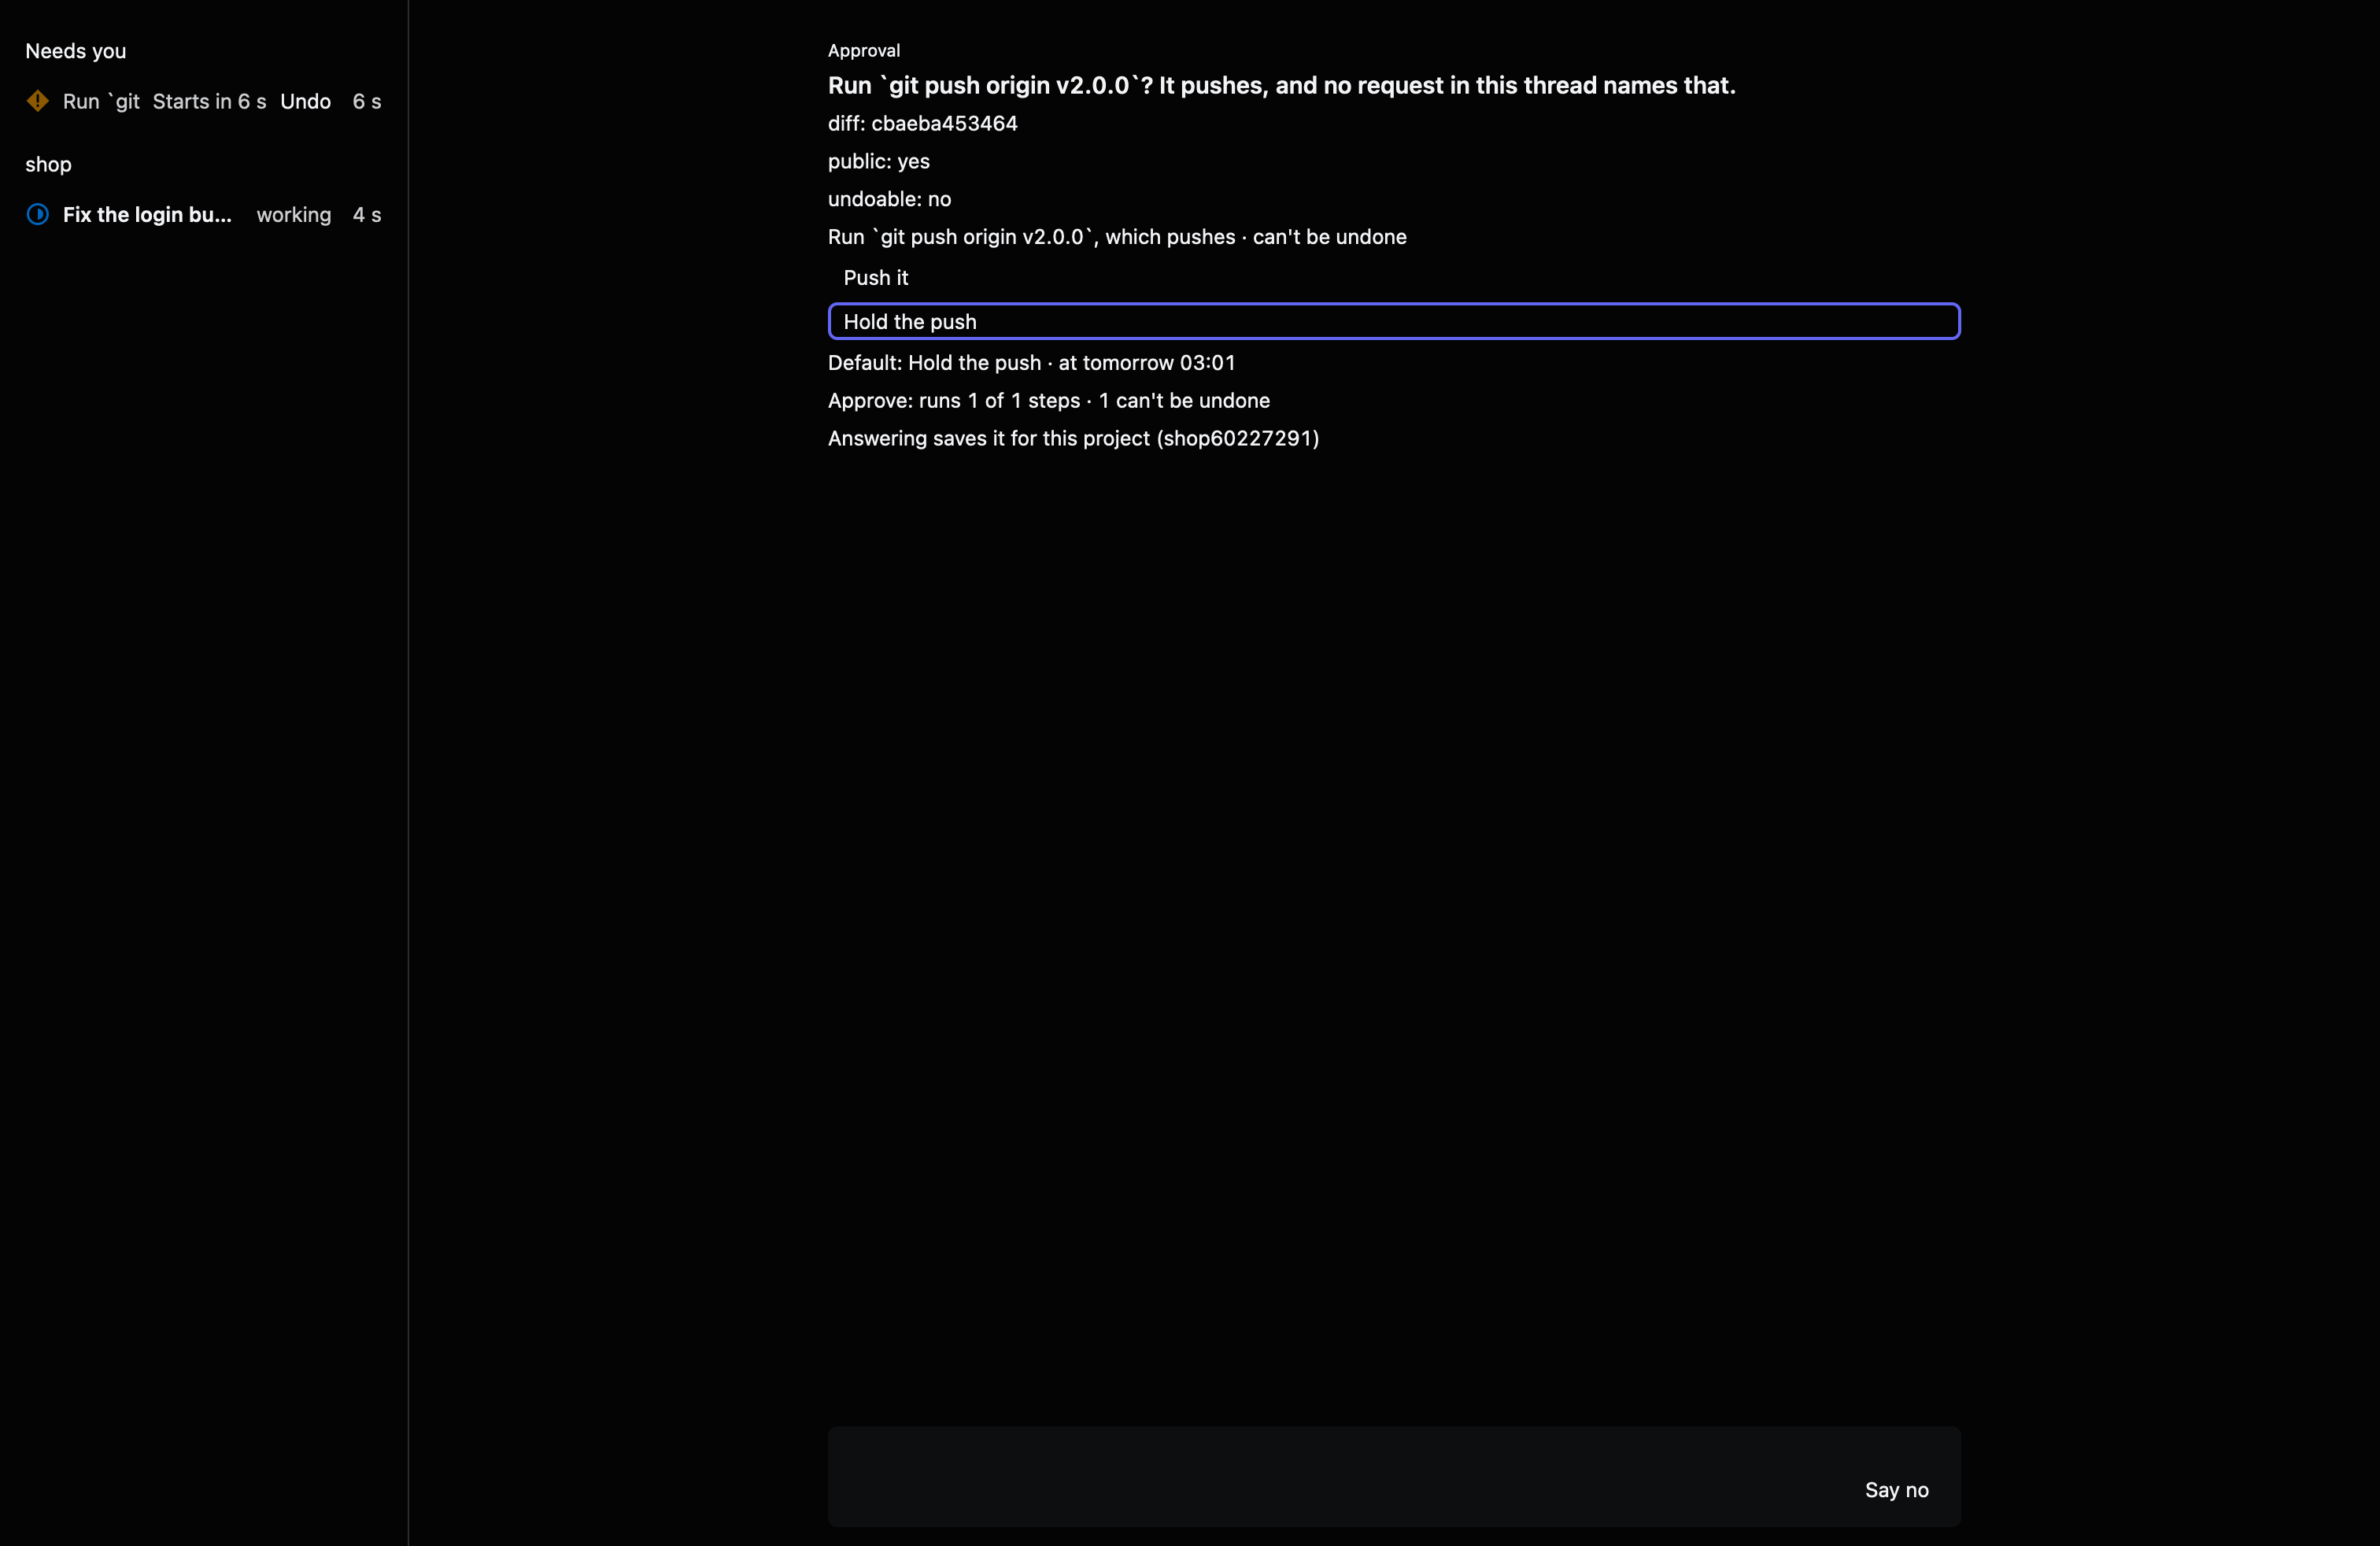 Needs you
Run `git Starts in 6 s Undo 6 s
shop
Fix the login bu... working 4 s
Approval
Run `git push origin v2.0.0`? It pushes, and no request in this thread names that.
diff: cbaeba453464
public: yes
undoable: no
Run `git push origin v2.0.0`, which pushes · can't be undone
Push it
Hold the push
Default: Hold the push · at tomorrow 03:01
Approve: runs 1 of 1 steps · 1 can't be undone
Answering saves it for this project (shop60227291)
Say no